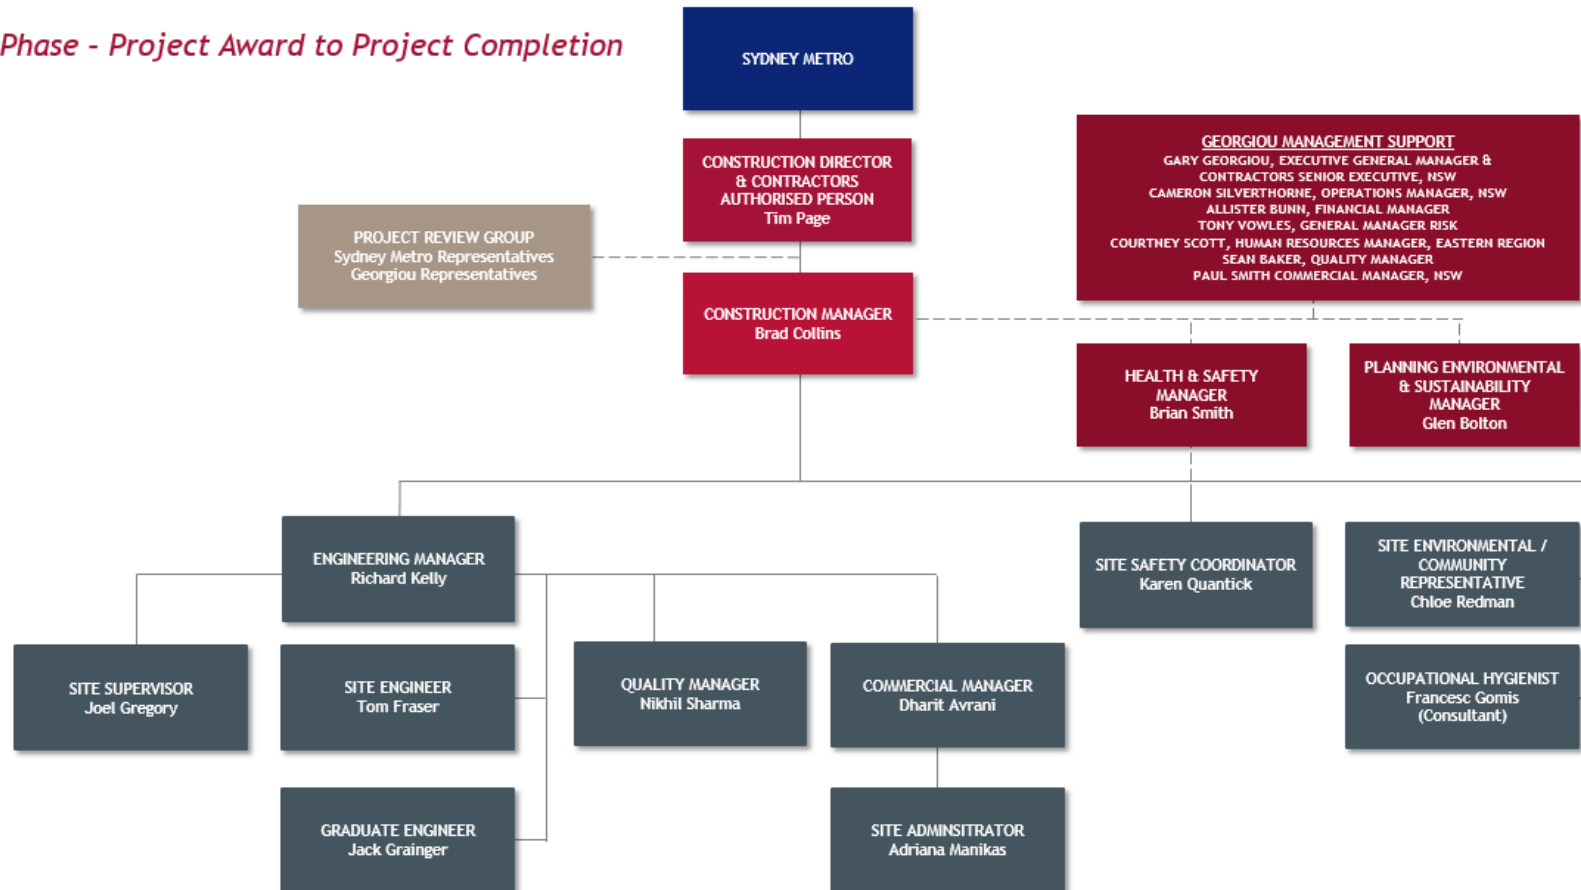 Phase - Project Award to Project Completion
SYDNEY METRO
CONSTRUCTION DIRECTOR
& CONTRACTORS
AUTHORISED PERSON
Tim Page
GEORGIOU MANAGEMENT SUPPORT
GARY GEORGIOU, EXECUTIVE GENERAL MANAGER &
CONTRACTORS SENIOR EXECUTIVE, NSW
CAMERON SILVERTHORNE, OPERATIONS MANAGER, NSW
ALLISTER BUNN, FINANCIAL MANAGER
TONY VOWLES, GENERAL MANAGER RISK
COURTNEY SCOTT, HUMAN RESOURCES MANAGER, EASTERN REGION
SEAN BAKER, QUALITY MANAGER
PAUL SMITH COMMERCIAL MANAGER, NSW
PROJECT REVIEW GROUP
Sydney Metro Representatives
Georgiou Representatives
CONSTRUCTION MANAGER
Brad Collins
HEALTH & SAFETY
MANAGER
Brian Smith
PLANNING ENVIRONMENTAL
& SUSTAINABILITY
MANAGER
Glen Bolton
ENGINEERING MANAGER
Richard Kelly
SITE SAFETY COORDINATOR
Karen Quantick
SITE ENVIRONMENTAL /
COMMUNITY
REPRESENTATIVE
Chloe Redman
SITE SUPERVISOR
Joel Gregory
SITE ENGINEER
Tom Fraser
QUALITY MANAGER
Nikhil Sharma
COMMERCIAL MANAGER
Dharit Avrani
OCCUPATIONAL HYGIENIST
Francesc Gomis
(Consultant)
GRADUATE ENGINEER
Jack Grainger
SITE ADMINSITRATOR
Adriana Manikas